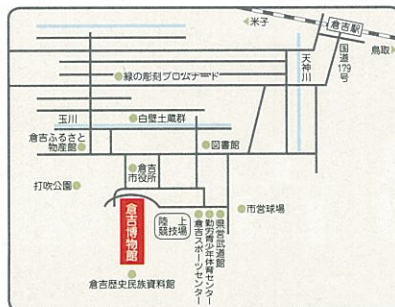 米子
倉吉駅
鳥取
国道179号
天神川
緑の彫刻プロムナード
玉川
白壁土蔵群
倉吉ふるさと
物産館
図書館
倉吉
市役所
打吹公園
倉吉博物館
陸上
競技場
市営球場
県営武道館
勤労青少年体育センター
倉吉スポーツセンター
倉吉歴史民族資料館